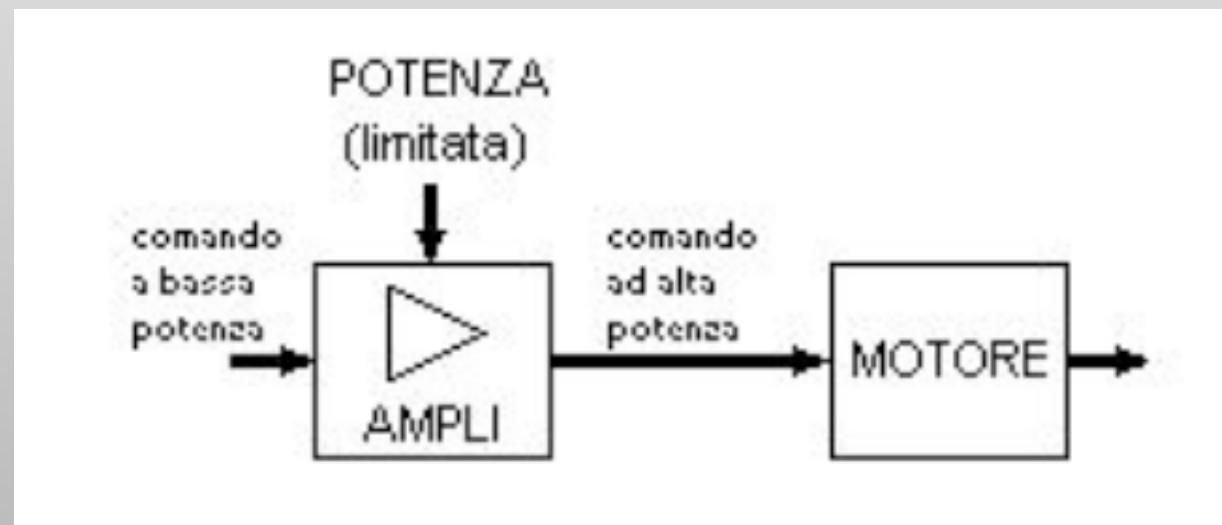 POTENZA
(limitata)
comando
a bassa
potenza
comando
ad alta
potenza
AMPLI
MOTORE